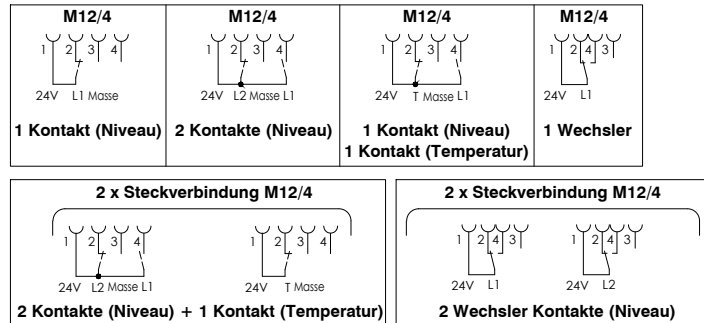 M12/4
1 2 3 4
24V L1 Masse
1 Kontakt (Niveau)
M12/4
1 2 3 4
24V L2 Masse L1
2 Kontakte (Niveau)
M12/4
1 2 3 4
24V T Masse L1
1 Kontakt (Niveau)
1 Kontakt (Temperatur)
M12/4
1 2 4 3
24V L1
1 Wechsler
2 x Steckverbindung M12/4
1 2 3 4
24V L2 Masse L1
1 2 3 4
24V T Masse
2 Kontakte (Niveau) + 1 Kontakt (Temperatur)
2 x Steckverbindung M12/4
1 2 4 3
24V L1
1 2 4 3
24V L2
2 Wechsler Kontakte (Niveau)